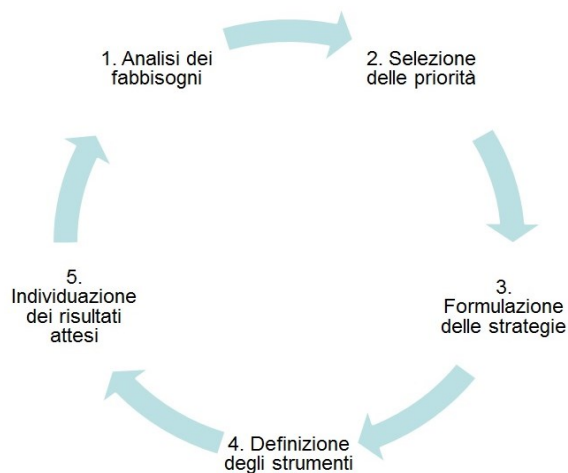 1. Analisi dei
fabbisogni
2. Selezione
delle priorità
3.
Formulazione
delle strategie
4. Definizione
degli strumenti
5.
Individuazione
dei risultati
attesi